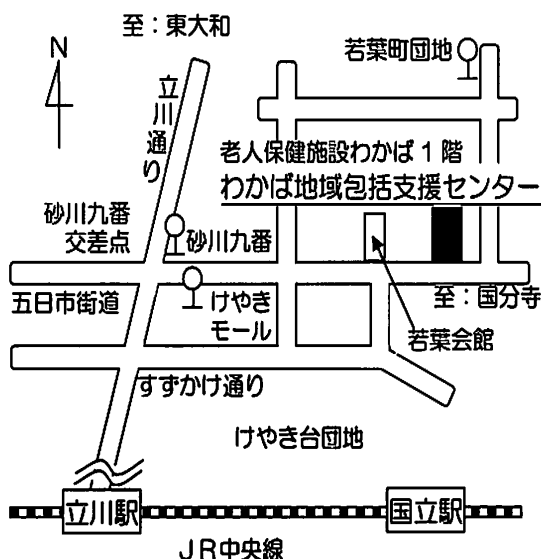 至：東大和
N
若葉町団地
立川通り
老人保健施設わかば１階
わかば地域包括支援センター
砂川九番
交差点
砂川九番
五日市街道
けやき
モール
至：国分寺
若葉会館
すずかけ通り
けやき台団地
立川駅
国立駅
ＪＲ中央線